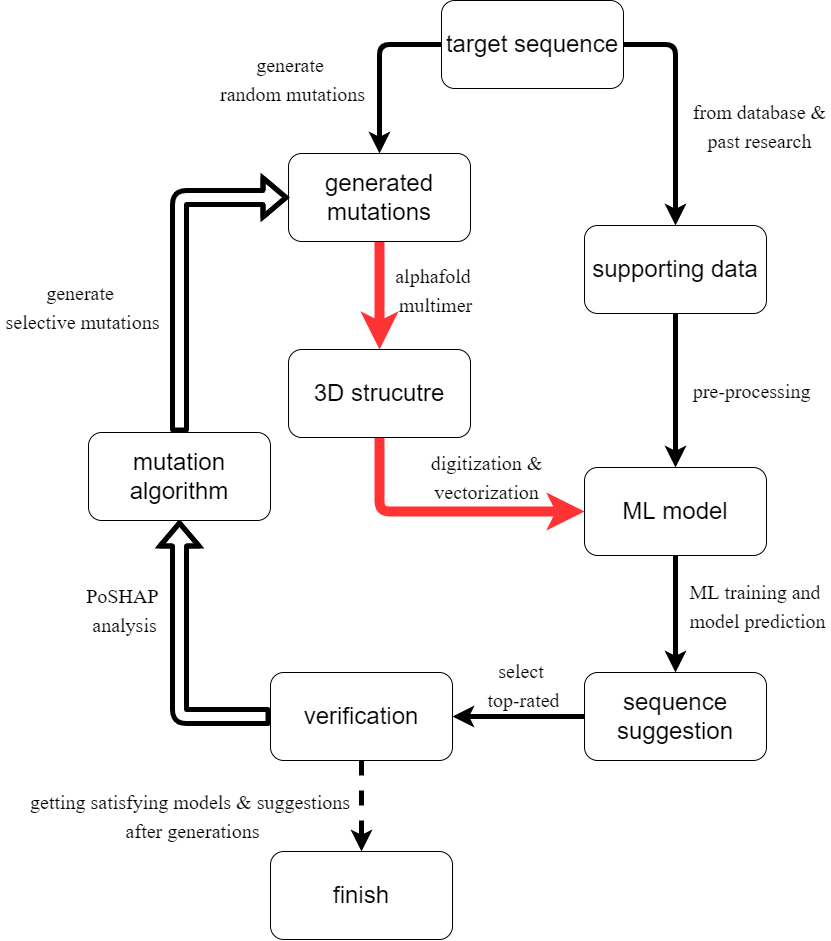 target sequence
generate
random mutations
from database &
past research
generated
mutations
supporting data
alphafold
multimer
generate
selective mutations
3D strucutre
pre-processing
mutation
algorithm
digitization &
vectorization
ML model
PoSHAP
analysis
ML training and
model prediction
select
top-rated
verification
sequence
suggestion
getting satisfying models & suggestions
after generations
finish